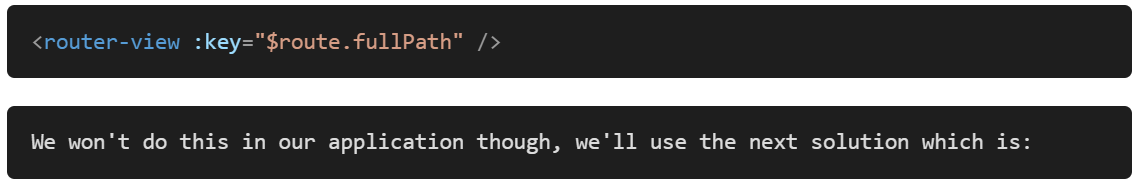 <router-view :key="$route.fullPath" />
We won't do this in our application though, we'll use the next solution which is: